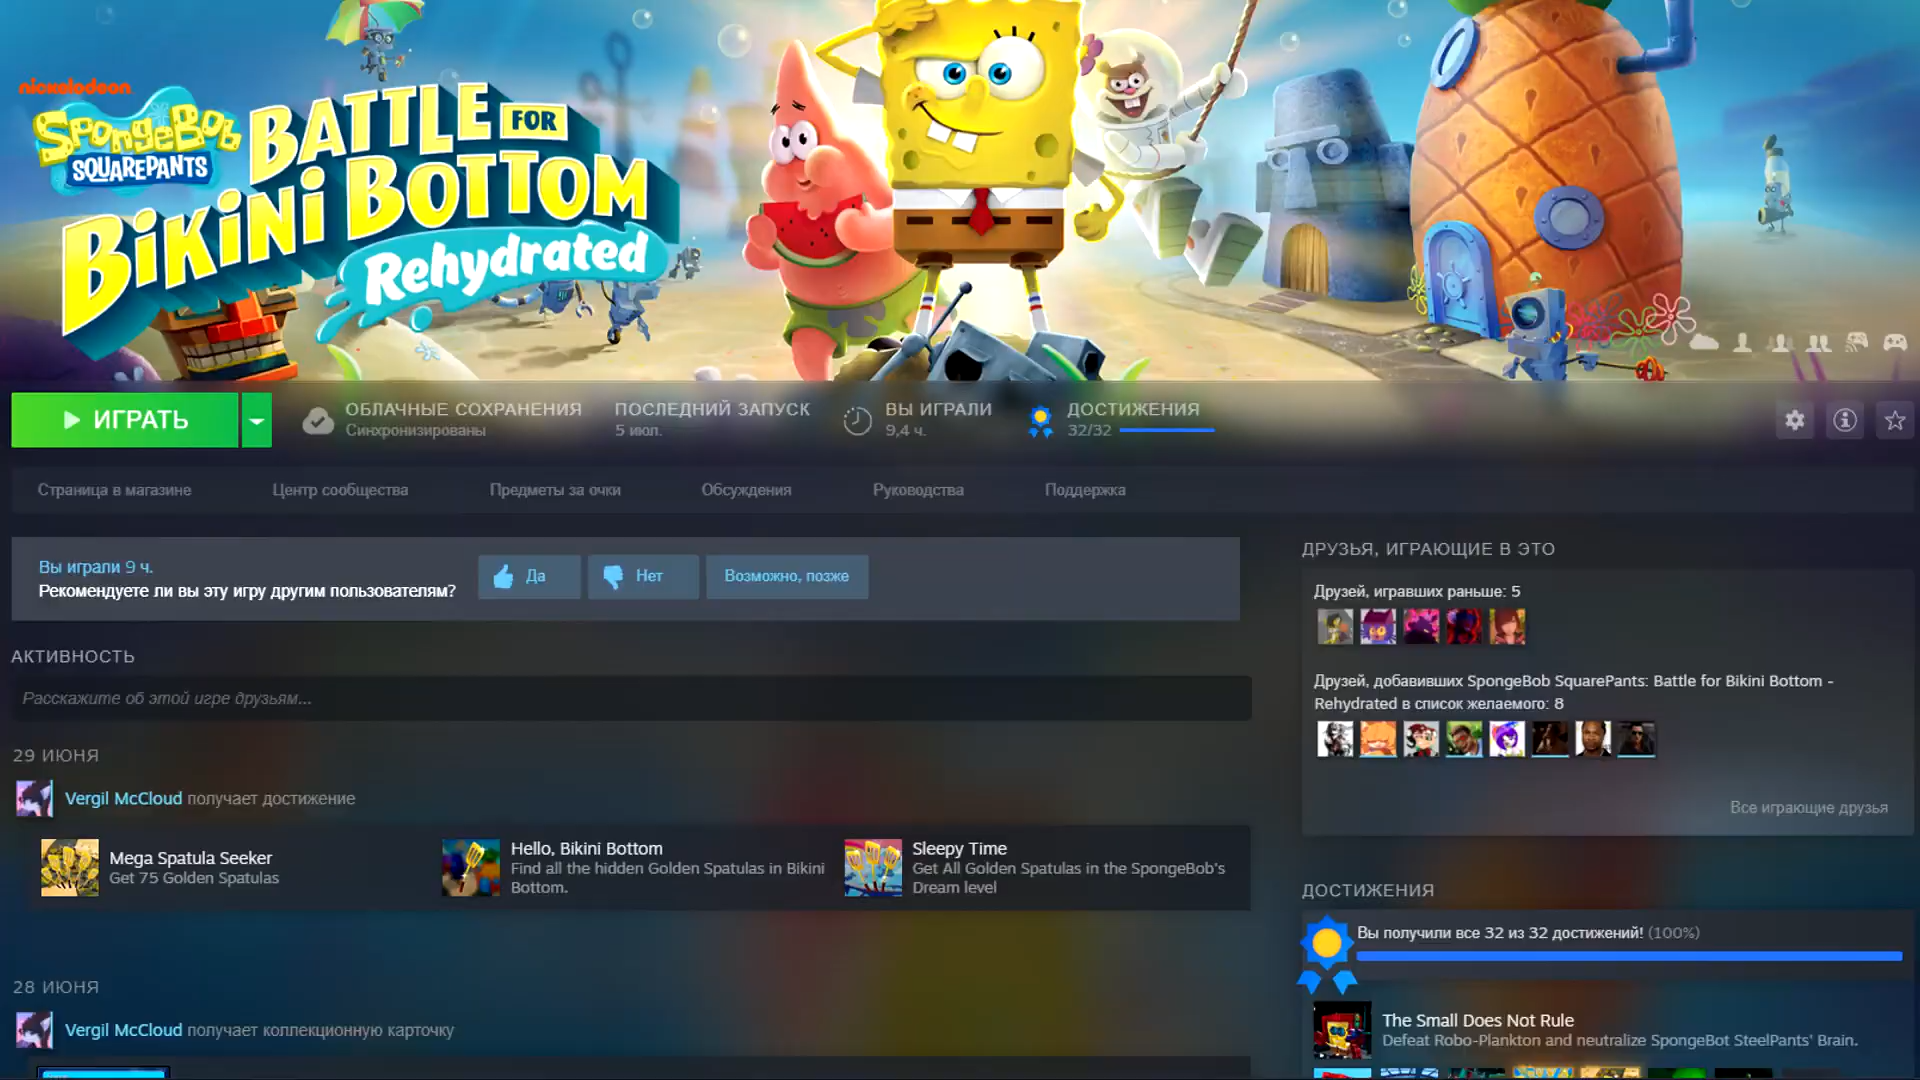 nickelodeon
SpongeBob
SQUAREPANTS
BATTLE FOR
BIKINI BOTTOM
Rehydrated
ИГРАТЬ
ОБЛАЧНЫЕ СОХРАНЕНИЯ
Синхронизированы
ПОСЛЕДНИЙ ЗАПУСК
5 июл.
ВЫ ИГРАЛИ
9,4 ч.
ДОСТИЖЕНИЯ
32/32
Страница в магазине
Центр сообщества
Предметы за очки
Обсуждения
Руководства
Поддержка
Вы играли 9 ч.
Рекомендуете ли вы эту игру другим пользователям?
Да
Нет
Возможно, позже
АКТИВНОСТЬ
Расскажите об этой игре друзьям...
29 ИЮНЯ
Vergil McCloud получает достижение
Mega Spatula Seeker
Get 75 Golden Spatulas
Hello, Bikini Bottom
Find all the hidden Golden Spatulas in Bikini
Bottom.
Sleepy Time
Get All Golden Spatulas in the SpongeBob's
Dream level
28 ИЮНЯ
Vergil McCloud получает коллекционную карточку
ДРУЗЬЯ, ИГРАЮЩИЕ В ЭТО
Друзей, игравших раньше: 5
Друзей, добавивших SpongeBob SquarePants: Battle for Bikini Bottom -
Rehydrated в список желаемого: 8
Все играющие друзья
ДОСТИЖЕНИЯ
Вы получили все 32 из 32 достижений! (100%)
The Small Does Not Rule
Defeat Robo-Plankton and neutralize SpongeBot SteelPants' Brain.